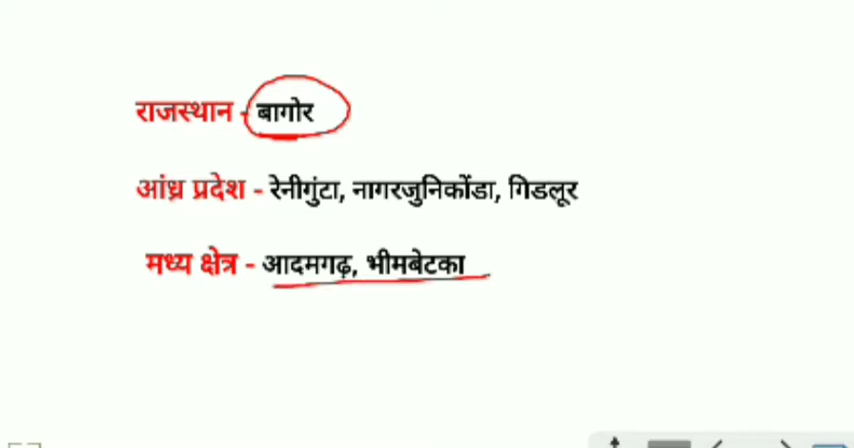 राजस्थान - बागोर
आंध्र प्रदेश - रेनीगुंटा, नागरजुनिकोंडा, गिडलूर
मध्य क्षेत्र - आदमगढ़, भीमबेटका